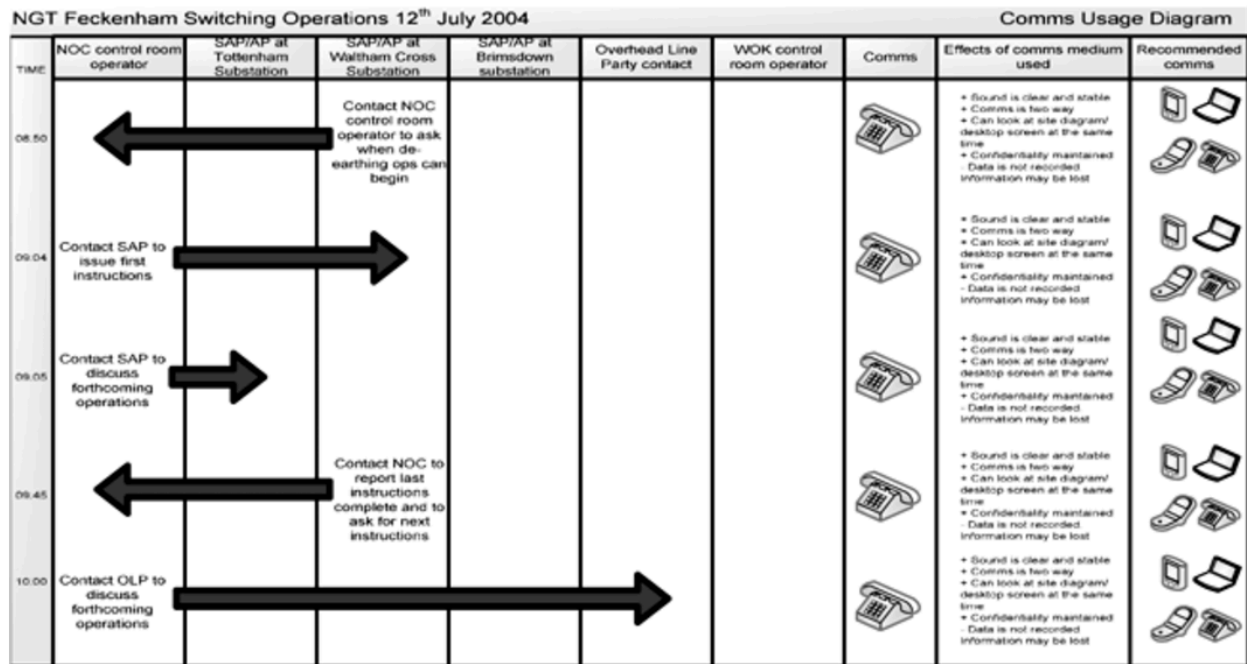 NGT Feckenham Switching Operations 12th July 2004
Comms Usage Diagram
TIME
NOC control room
operator
SAP/AP at
Tottenham
Substation
SAP/AP at
Waltham Cross
Substation
SAP/AP at
Brimsdown
substation
Overhead Line
Party contact
WOK control
room operator
Comms
Effects of comms medium
used
Recommended
comms
08.50
Contact NOC
control room
operator to ask
when de-
earthing ops can
begin
+ Sound is clear and stable
+ Comms is two way
+ Can look at site diagram/
desktop screen at the same
time
+ Confidentiality maintained
- Data is not recorded
Information may be lost
09.04
Contact SAP to
issue first
instructions
+ Sound is clear and stable
+ Comms is two way
+ Can look at site diagram/
desktop screen at the same
time
+ Confidentiality maintained
- Data is not recorded
Information may be lost
09.05
Contact SAP to
discuss
forthcoming
operations
+ Sound is clear and stable
+ Comms is two way
+ Can look at site diagram/
desktop screen at the same
time
+ Confidentiality maintained
- Data is not recorded
Information may be lost
09.45
Contact NOC to
report last
instructions
complete and to
ask for next
instructions
+ Sound is clear and stable
+ Comms is two way
+ Can look at site diagram/
desktop screen at the same
time
+ Confidentiality maintained
- Data is not recorded
Information may be lost
10.00
Contact OLP to
discuss
forthcoming
operations
+ Sound is clear and stable
+ Comms is two way
+ Can look at site diagram/
desktop screen at the same
time
+ Confidentiality maintained
- Data is not recorded
Information may be lost